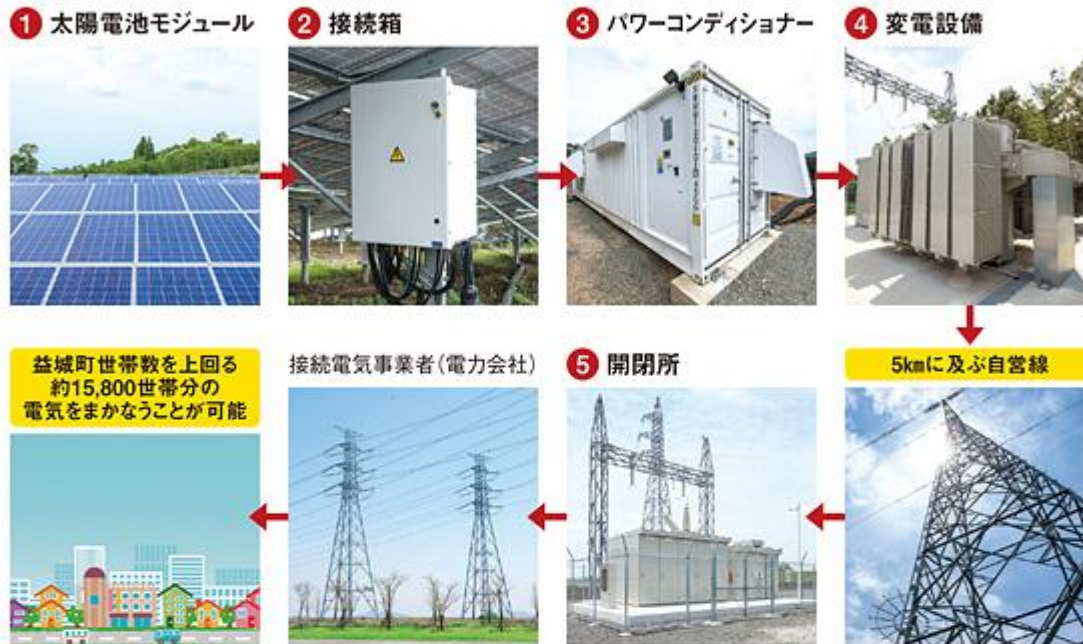 1 太陽電池モジュール
2 接続箱
3 パワーコンディショナー
4 変電設備
益城町世帯数を上回る
約15,800世帯分の
電気をまかなうことが可能
接続電気事業者(電力会社)
5 開閉所
5kmに及ぶ自営線